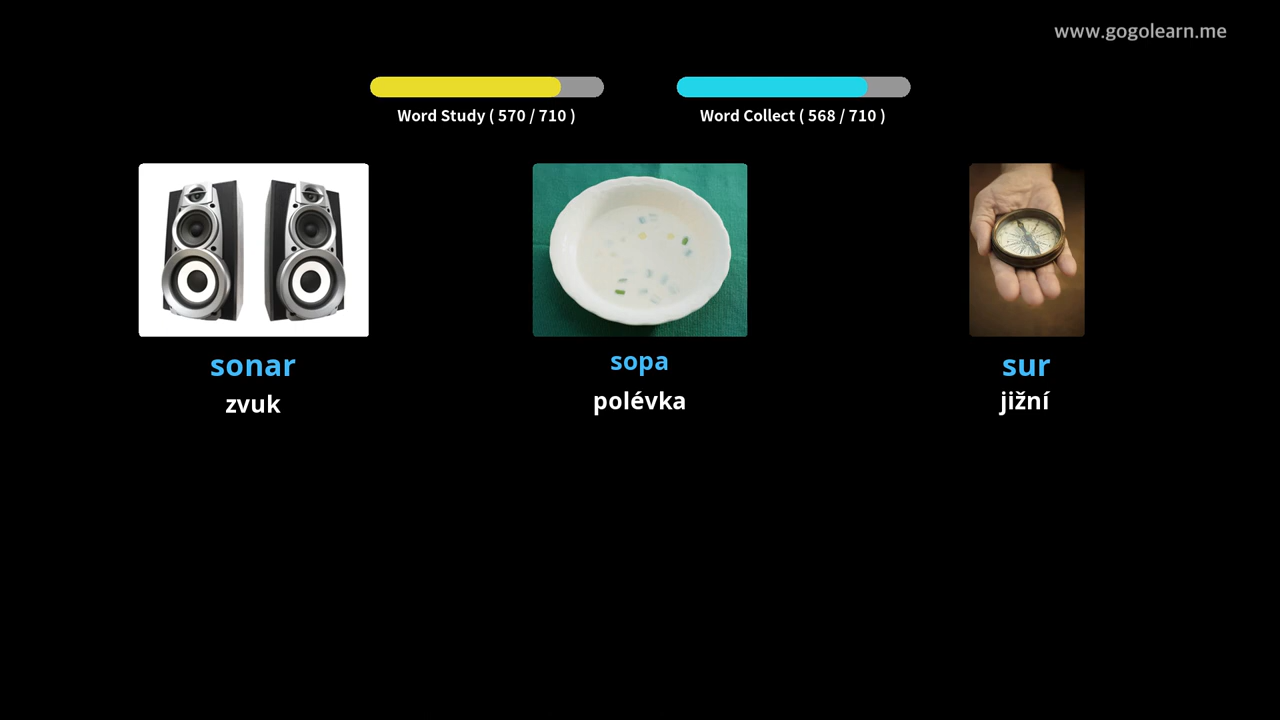 www.gogolearn.me
Word Study ( 570 / 710 )
Word Collect ( 568 / 710 )
sonar
zvuk
sopa
polévka
sur
jižní